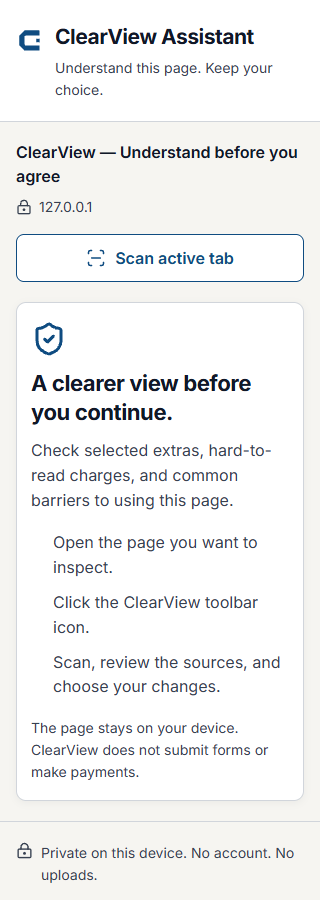 ClearView Assistant
Understand this page. Keep your
choice.
ClearView — Understand before you
agree
127.0.0.1
Scan active tab
A clearer view before
you continue.
Check selected extras, hard-to-
read charges, and common
barriers to using this page.
Open the page you want to
inspect.
Click the ClearView toolbar
icon.
Scan, review the sources, and
choose your changes.
The page stays on your device.
ClearView does not submit forms or
make payments.
Private on this device. No account. No
uploads.